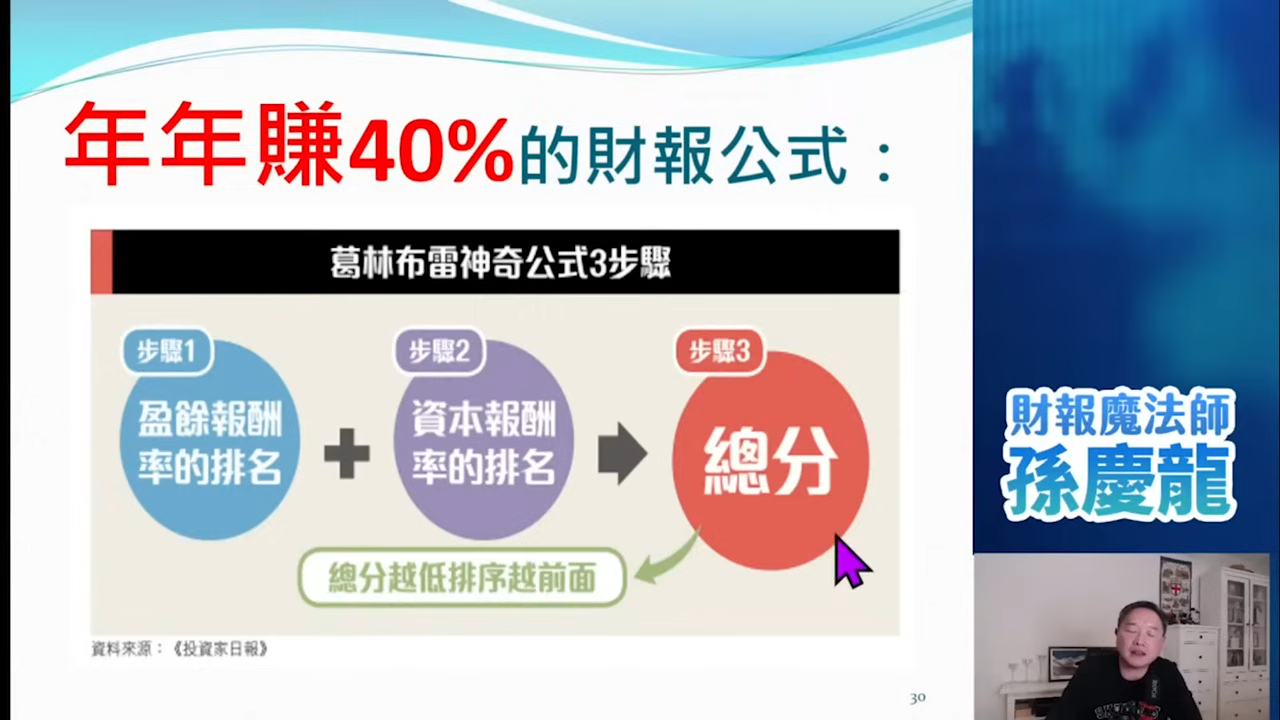 年年賺40%的財報公式：
葛林布雷神奇公式3步驟
步驟1
盈餘報酬
率的排名
步驟2
資本報酬
率的排名
步驟3
總分
總分越低排序越前面
資料來源：《投資家日報》
30
財報魔法師
孫慶龍